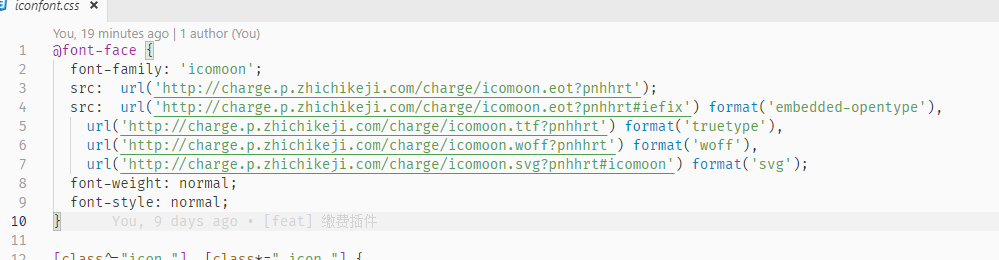 iconfont.css ×
You, 19 minutes ago | 1 author (You)
1 @font-face {
2 font-family: 'icomoon';
3 src:  url('http://charge.p.zhichikeji.com/charge/icomoon.eot?pnhhrt');
4 src:  url('http://charge.p.zhichikeji.com/charge/icomoon.eot?pnhhrt#iefix') format('embedded-opentype'),
5 url('http://charge.p.zhichikeji.com/charge/icomoon.ttf?pnhhrt') format('truetype'),
6 url('http://charge.p.zhichikeji.com/charge/icomoon.woff?pnhhrt') format('woff'),
7 url('http://charge.p.zhichikeji.com/charge/icomoon.svg?pnhhrt#icomoon') format('svg');
8 font-weight: normal;
9 font-style: normal;
10 } You, 9 days ago • [feat] 缴费插件
11
12 [class^="icon-"], [class*=" icon-"] {